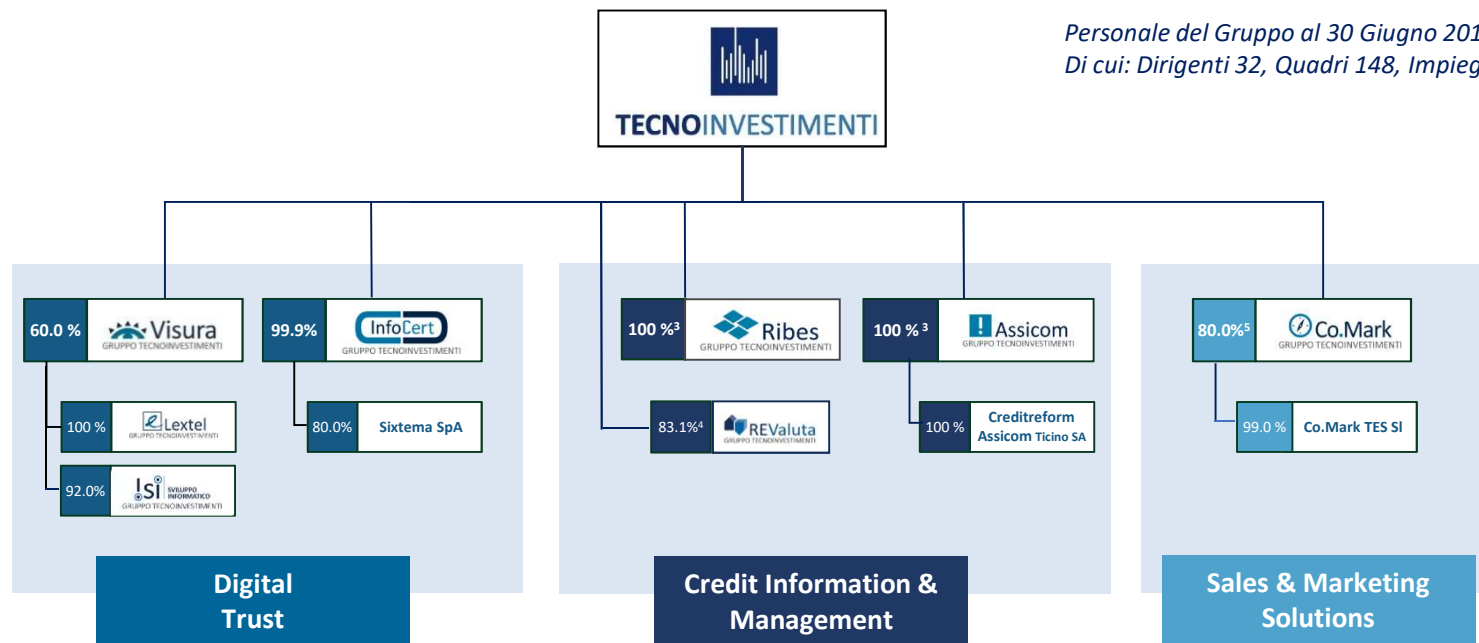 Personale del Gruppo al 30 Giugno 201
Di cui: Dirigenti 32, Quadri 148, Impieg
TECNOINVESTIMENTI
60.0 %
Visura
GRUPPO TECNOINVESTIMENTI
99.9%
InfoCert
GRUPPO TECNOINVESTIMENTI
100 %³
Ribes
GRUPPO TECNOINVESTIMENTI
100 %³
Assicom
GRUPPO TECNOINVESTIMENTI
80.0%⁵
Co.Mark
GRUPPO TECNOINVESTIMENTI
100 %
Lextel
GRUPPO TECNOINVESTIMENTI
80.0%
Sixtema SpA
83.1%⁴
REValuta
GRUPPO TECNOINVESTIMENTI
100 %
Creditreform
Assicom Ticino SA
99.0 %
Co.Mark TES Sl
92.0%
ISI
SVILUPPO
INFORMATICO
GRUPPO TECNOINVESTIMENTI
Digital
Trust
Credit Information &
Management
Sales & Marketing
Solutions